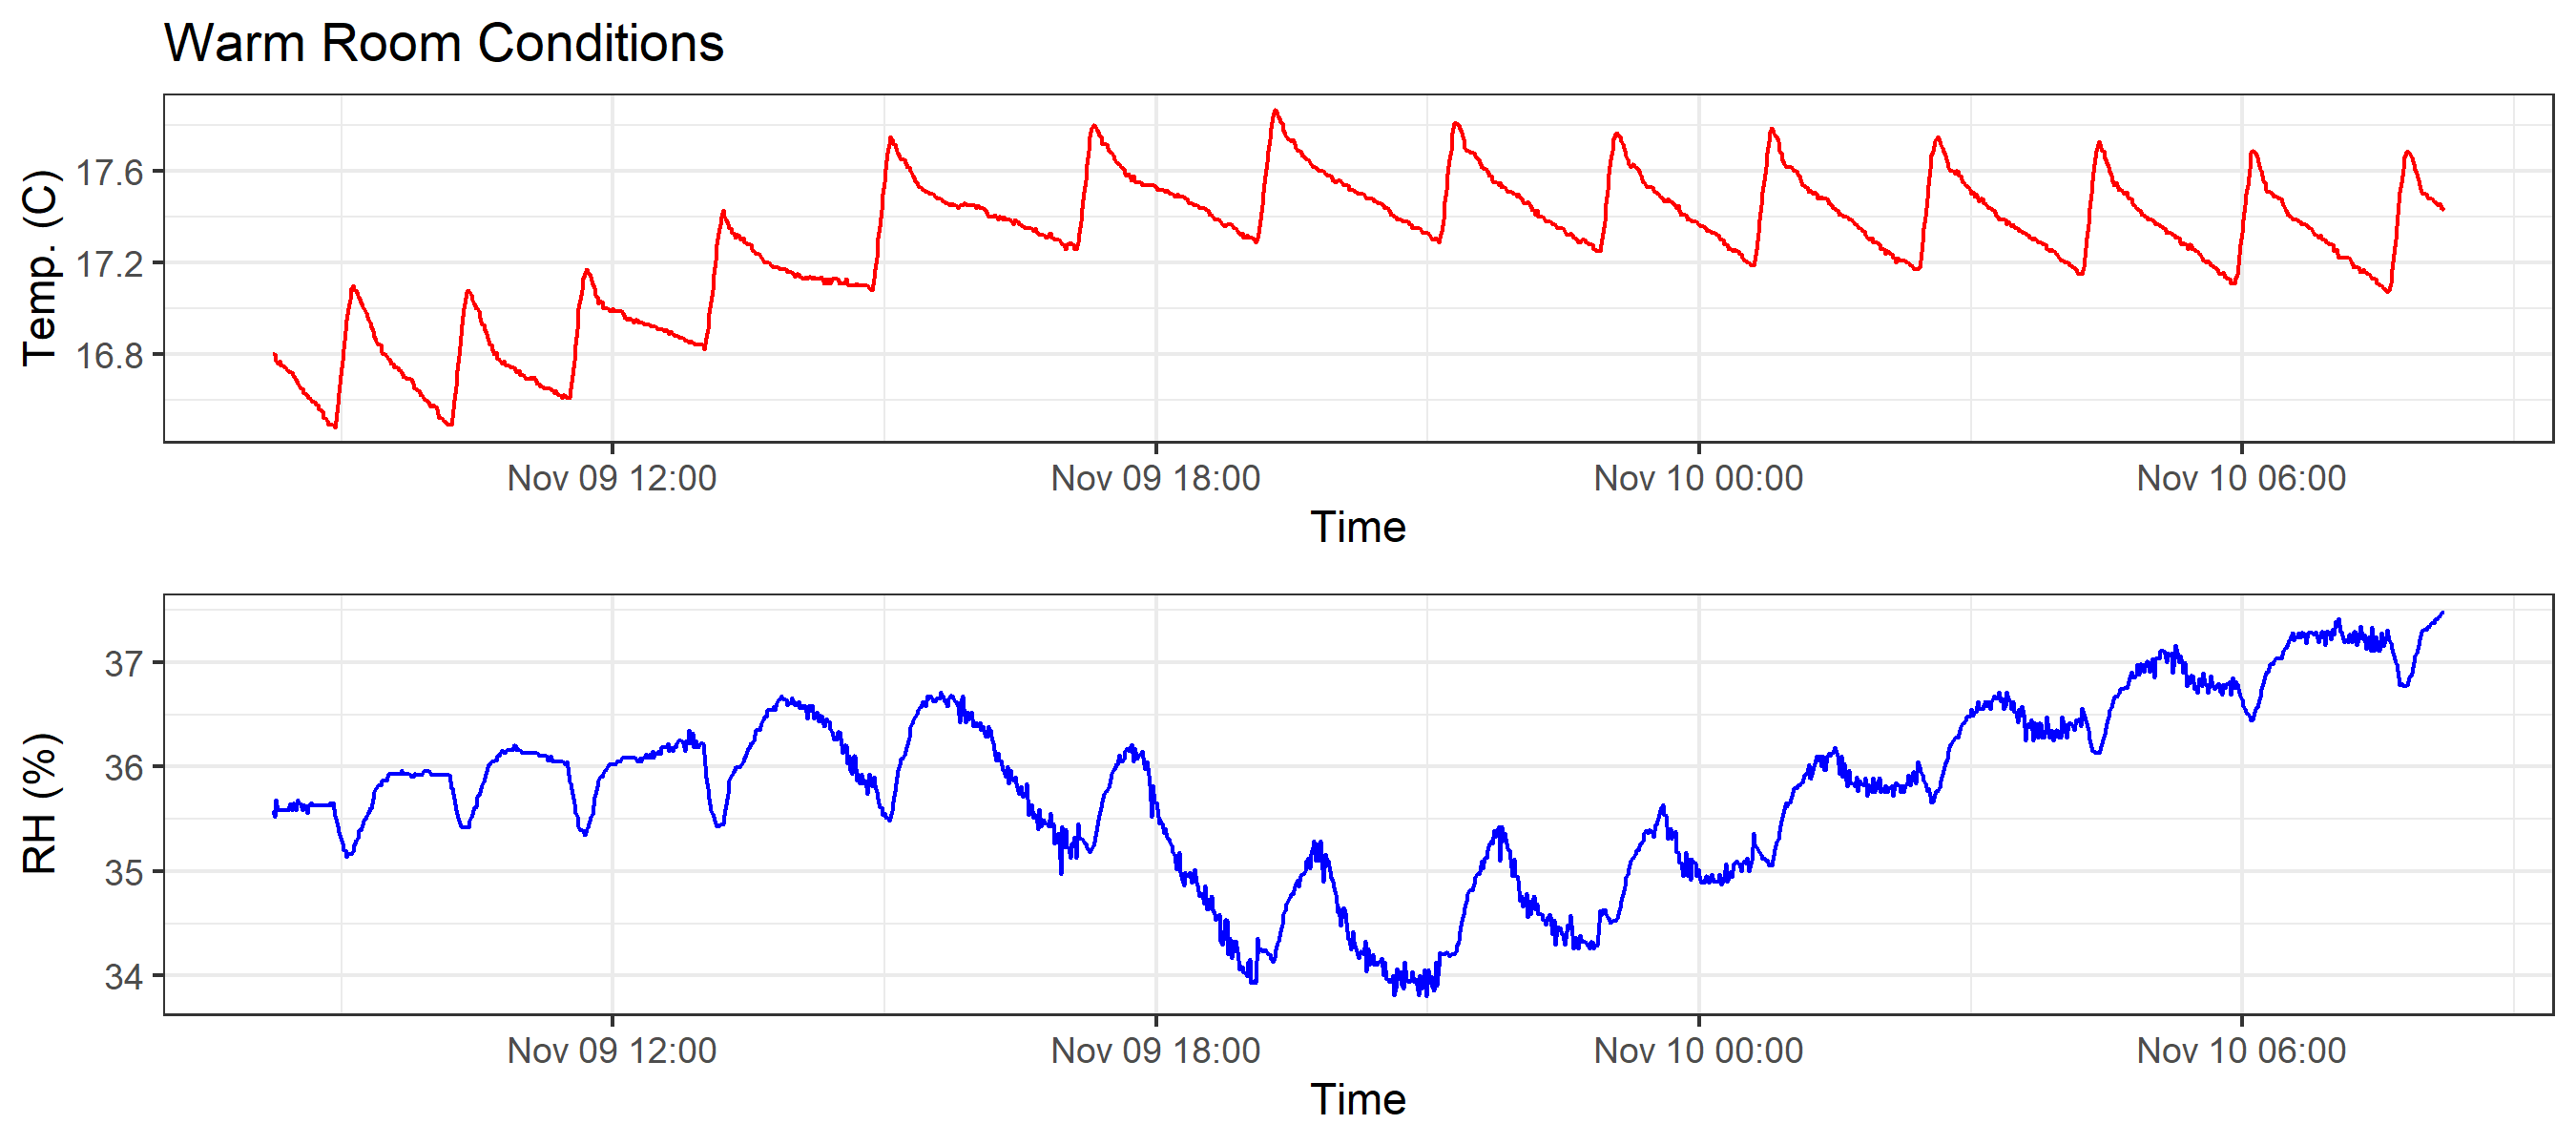 Warm Room Conditions
Temp. (C)
17.6
17.2
16.8
Nov 09 12:00 Nov 09 18:00 Nov 10 00:00 Nov 10 06:00
Time
RH (%)
37
36
35
34
Nov 09 12:00 Nov 09 18:00 Nov 10 00:00 Nov 10 06:00
Time